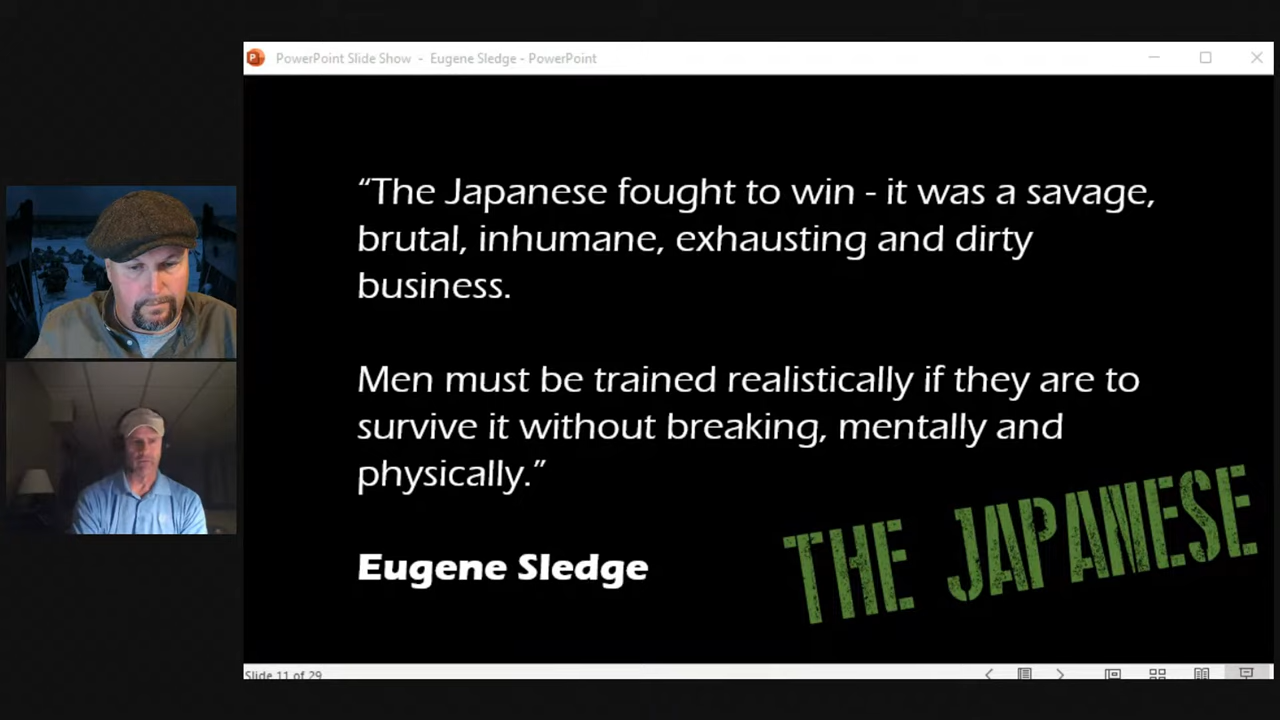 PowerPoint Slide Show - Eugene Sledge - PowerPoint
“The Japanese fought to win - it was a savage,
brutal, inhumane, exhausting and dirty
business.
Men must be trained realistically if they are to
survive it without breaking, mentally and
physically.”
Eugene Sledge
THE JAPANESE
Slide 11 of 29